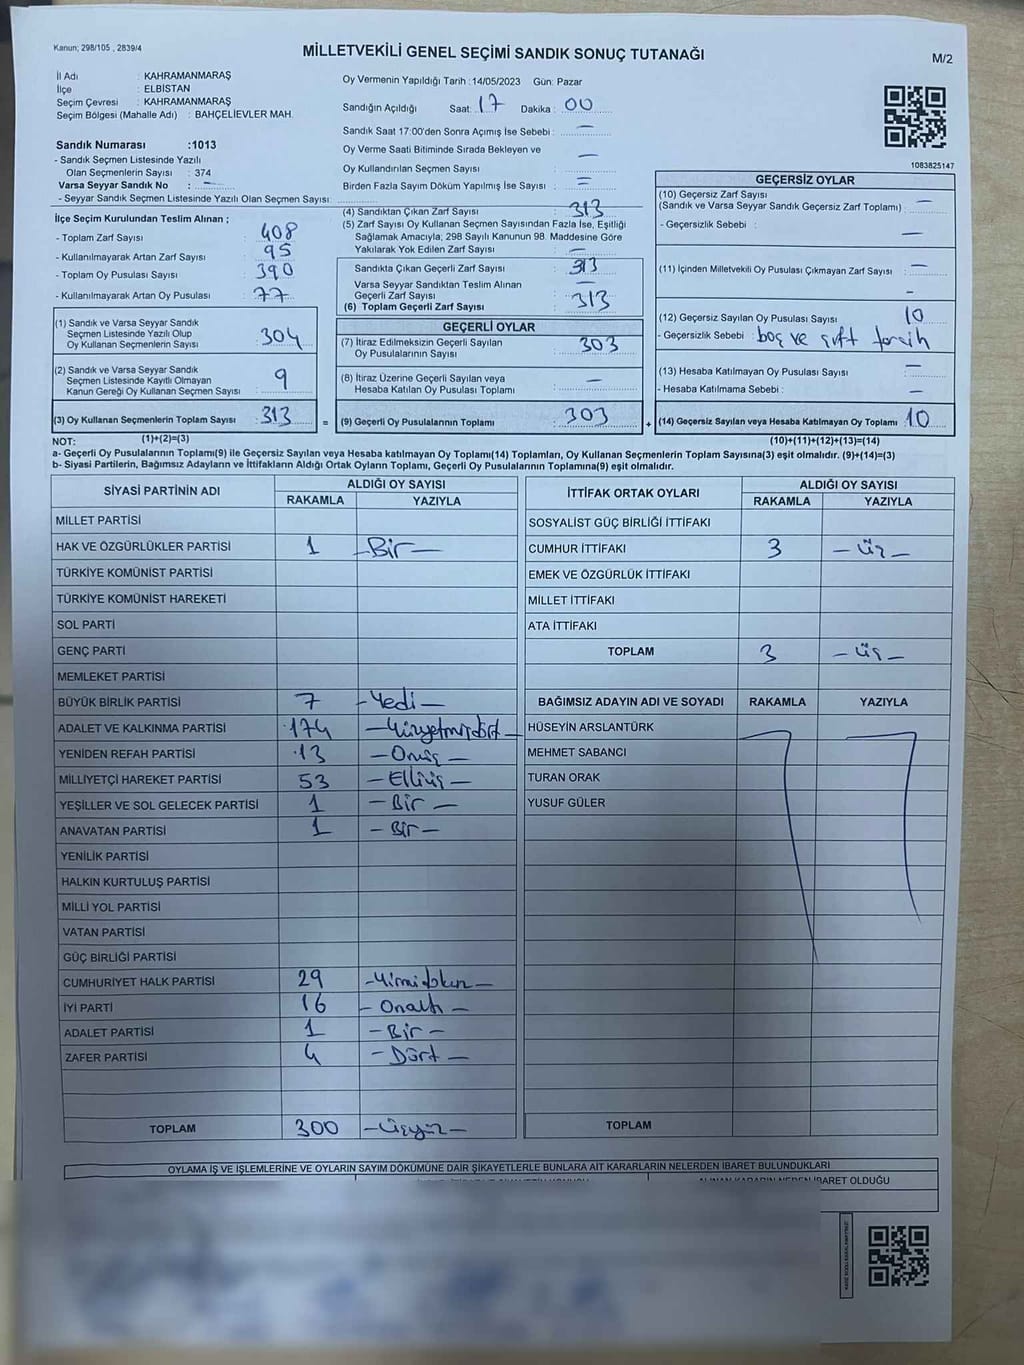 Kanun; 298/105 , 2839/4
MİLLETVEKİLİ GENEL SEÇİMİ SANDIK SONUÇ TUTANAĞI
M/2
İl Adı : KAHRAMANMARAŞ
İlçe : ELBİSTAN
Seçim Çevresi : KAHRAMANMARAŞ
Seçim Bölgesi (Mahalle Adı) : BAHÇELİEVLER MAH.
Sandık Numarası :1013
- Sandık Seçmen Listesinde Yazılı
Olan Seçmenlerin Sayısı : 374
Varsa Seyyar Sandık No : —
- Seyyar Sandık Seçmen Listesinde Yazılı Olan Seçmen Sayısı:
Oy Vermenin Yapıldığı Tarih :14/05/2023 Gün: Pazar
Sandığın Açıldığı Saat: 17 Dakika : 00
Sandık Saat 17:00'den Sonra Açımış İse Sebebi : —
Oy Verme Saati Bitiminde Sırada Bekleyen ve
Oy Kullandırılan Seçmen Sayısı : —
Birden Fazla Sayım Döküm Yapılmış İse Sayısı : =
1083825147
İlçe Seçim Kurulundan Teslim Alınan ;
- Toplam Zarf Sayısı : 408
- Kullanılmayarak Artan Zarf Sayısı : 95
- Toplam Oy Pusulası Sayısı : 390
- Kullanılmayarak Artan Oy Pusulası : 77
(1) Sandık ve Varsa Seyyar Sandık
Seçmen Listesinde Yazılı Olup
Oy Kullanan Seçmenlerin Sayısı : 304
(2) Sandık ve Varsa Seyyar Sandık
Seçmen Listesinde Kayıtlı Olmayan
Kanun Gereği Oy Kullanan Seçmen Sayısı : 9
(3) Oy Kullanan Seçmenlerin Toplam Sayısı : 313
(1)+(2)=(3)
(4) Sandıktan Çıkan Zarf Sayısı : 313
(5) Zarf Sayısı Oy Kullanan Seçmen Sayısından Fazla İse, Eşitliği
Sağlamak Amacıyla; 298 Sayılı Kanunun 98. Maddesine Göre
Yakılarak Yok Edilen Zarf Sayısı : —
Sandıkta Çıkan Geçerli Zarf Sayısı : 313
Varsa Seyyar Sandıktan Teslim Alınan
Geçerli Zarf Sayısı : —
(6) Toplam Geçerli Zarf Sayısı : 313
GEÇERLİ OYLAR
(7) İtiraz Edilmeksizin Geçerli Sayılan
Oy Pusulalarının Sayısı : 303
(8) İtiraz Üzerine Geçerli Sayılan veya
Hesaba Katılan Oy Pusulası Toplamı : —
= (9) Geçerli Oy Pusulalarının Toplamı : 303
GEÇERSİZ OYLAR
(10) Geçersiz Zarf Sayısı
(Sandık ve Varsa Seyyar Sandık Geçersiz Zarf Toplamı) : —
- Geçersizlik Sebebi : —
(11) İçinden Milletvekili Oy Pusulası Çıkmayan Zarf Sayısı : —
(12) Geçersiz Sayılan Oy Pusulası Sayısı : 10
- Geçersizlik Sebebi : boş ve çift tercih
(13) Hesaba Katılmayan Oy Pusulası Sayısı : —
- Hesaba Katılmama Sebebi : —
+ (14) Geçersiz Sayılan veya Hesaba Katılmayan Oy Toplamı : 10
(10)+(11)+(12)+(13)=(14)
NOT:
a- Geçerli Oy Pusulalarının Toplamı(9) ile Geçersiz Sayılan veya Hesaba katılmayan Oy Toplamı(14) Toplamları, Oy Kullanan Seçmenlerin Toplam Sayısına(3) eşit olmalıdır. (9)+(14)=(3)
b- Siyasi Partilerin, Bağımsız Adayların ve İttifakların Aldığı Ortak Oyların Toplamı, Geçerli Oy Pusulalarının Toplamına(9) eşit olmalıdır.
SİYASİ PARTİNİN ADI
ALDIĞI OY SAYISI
RAKAMLA YAZIYLA
MİLLET PARTİSİ
HAK VE ÖZGÜRLÜKLER PARTİSİ 1 –Bir–
TÜRKİYE KOMÜNİST PARTİSİ
TÜRKİYE KOMÜNİST HAREKETİ
SOL PARTİ
GENÇ PARTİ
MEMLEKET PARTİSİ
BÜYÜK BİRLİK PARTİSİ 7 –Yedi–
ADALET VE KALKINMA PARTİSİ 174 –Yüzyetmişdört–
YENİDEN REFAH PARTİSİ 13 –Onüç–
MİLLİYETÇİ HAREKET PARTİSİ 53 –Elliüç–
YEŞİLLER VE SOL GELECEK PARTİSİ 1 –Bir–
ANAVATAN PARTİSİ 1 –Bir–
YENİLİK PARTİSİ
HALKIN KURTULUŞ PARTİSİ
MİLLİ YOL PARTİSİ
VATAN PARTİSİ
GÜÇ BİRLİĞİ PARTİSİ
CUMHURİYET HALK PARTİSİ 29 –Yirmidokuz–
İYİ PARTİ 16 –Onaltı–
ADALET PARTİSİ 1 –Bir–
ZAFER PARTİSİ 4 –Dört–
TOPLAM 300 –Üçyüz–
İTTİFAK ORTAK OYLARI
ALDIĞI OY SAYISI
RAKAMLA YAZIYLA
SOSYALİST GÜÇ BİRLİĞİ İTTİFAKI
CUMHUR İTTİFAKI 3 –Üç–
EMEK VE ÖZGÜRLÜK İTTİFAKI
MİLLET İTTİFAKI
ATA İTTİFAKI
TOPLAM 3 –Üç–
BAĞIMSIZ ADAYIN ADI VE SOYADI RAKAMLA YAZIYLA
HÜSEYİN ARSLANTÜRK
MEHMET SABANCI
TURAN ORAK
YUSUF GÜLER
TOPLAM
OYLAMA İŞ VE İŞLEMLERİNE VE OYLARIN SAYIM DÖKÜMÜNE DAİR ŞİKAYETLERLE BUNLARA AİT KARARLARIN NELERDEN İBARET BULUNDUKLARI
ALINAN KARARIN NEDEN İBARET OLDUĞU